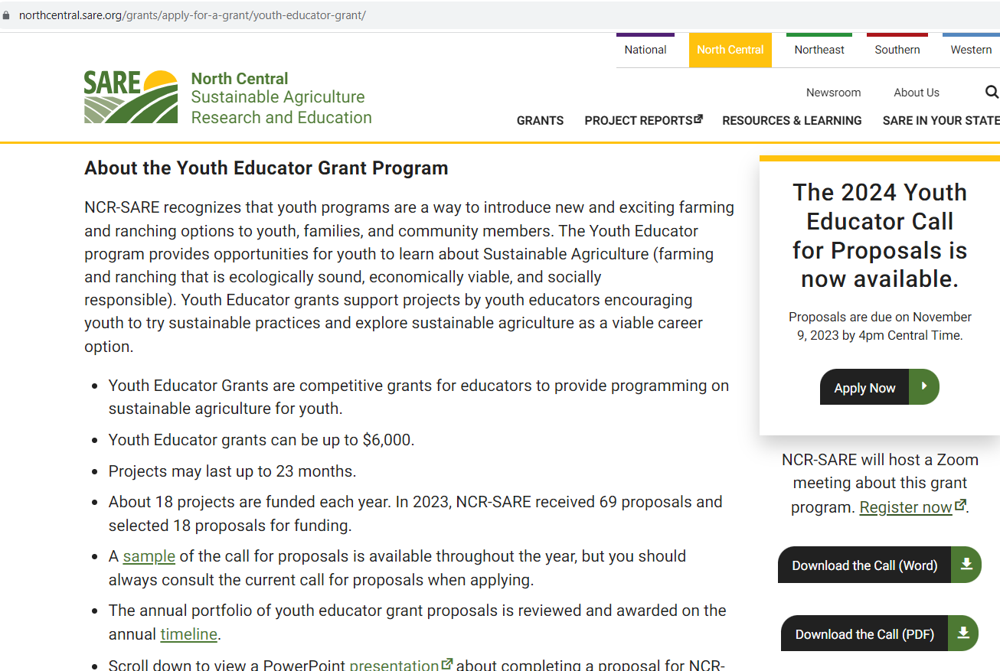 northcentral.sare.org/grants/apply-for-a-grant/youth-educator-grant/
National
North Central
Northeast
Southern
Western
SARE
North Central
Sustainable Agriculture
Research and Education
Newsroom
About Us
GRANTS
PROJECT REPORTS
RESOURCES & LEARNING
SARE IN YOUR STATE
About the Youth Educator Grant Program
NCR-SARE recognizes that youth programs are a way to introduce new and exciting farming
and ranching options to youth, families, and community members. The Youth Educator
program provides opportunities for youth to learn about Sustainable Agriculture (farming
and ranching that is ecologically sound, economically viable, and socially
responsible). Youth Educator grants support projects by youth educators encouraging
youth to try sustainable practices and explore sustainable agriculture as a viable career
option.
• Youth Educator Grants are competitive grants for educators to provide programming on
sustainable agriculture for youth.
• Youth Educator grants can be up to $6,000.
• Projects may last up to 23 months.
• About 18 projects are funded each year. In 2023, NCR-SARE received 69 proposals and
selected 18 proposals for funding.
• A sample of the call for proposals is available throughout the year, but you should
always consult the current call for proposals when applying.
• The annual portfolio of youth educator grant proposals is reviewed and awarded on the
annual timeline.
• Scroll down to view a PowerPoint presentation about completing a proposal for NCR-
The 2024 Youth
Educator Call
for Proposals is
now available.
Proposals are due on November
9, 2023 by 4pm Central Time.
Apply Now
NCR-SARE will host a Zoom
meeting about this grant
program. Register now.
Download the Call (Word)
Download the Call (PDF)